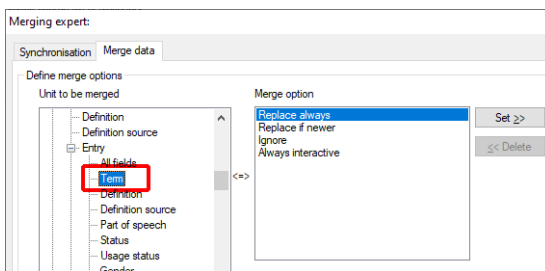 Merging expert:
Synchronisation Merge data
Define merge options
Unit to be merged
Merge option
Definition
Definition source
Entry
All fields
Term
Definition
Definition source
Part of speech
Status
Usage status
Gender
<=>
Replace always
Replace if newer
Ignore
Always interactive
Set >>
<< Delete